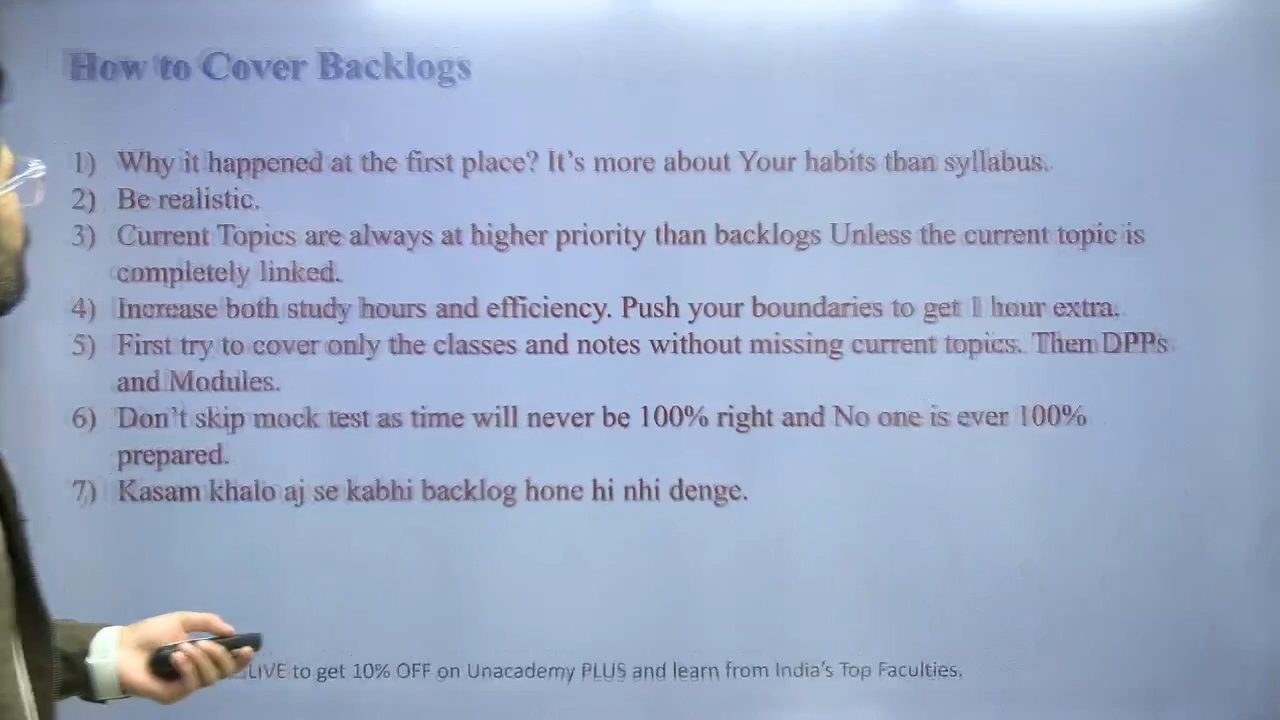 How to Cover Backlogs
1) Why it happened at the first place? It's more about Your habits than syllabus.
2) Be realistic.
3) Current Topics are always at higher priority than backlogs Unless the current topic is
completely linked.
4) Increase both study hours and efficiency. Push your boundaries to get 1 hour extra.
5) First try to cover only the classes and notes without missing current topics. Then DPPs
and Modules.
6) Don't skip mock test as time will never be 100% right and No one is ever 100%
prepared.
7) Kasam khalo aj se kabhi backlog hone hi nhi denge.
LIVE to get 10% OFF on Unacademy PLUS and learn from India's Top Faculties.